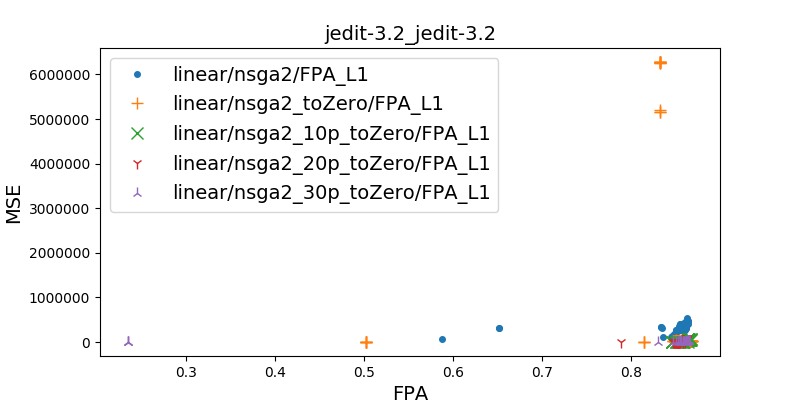 jedit-3.2_jedit-3.2
6000000
5000000
4000000
3000000
2000000
1000000
0
MSE
linear/nsga2/FPA_L1
linear/nsga2_toZero/FPA_L1
linear/nsga2_10p_toZero/FPA_L1
linear/nsga2_20p_toZero/FPA_L1
linear/nsga2_30p_toZero/FPA_L1
0.3 0.4 0.5 0.6 0.7 0.8
FPA